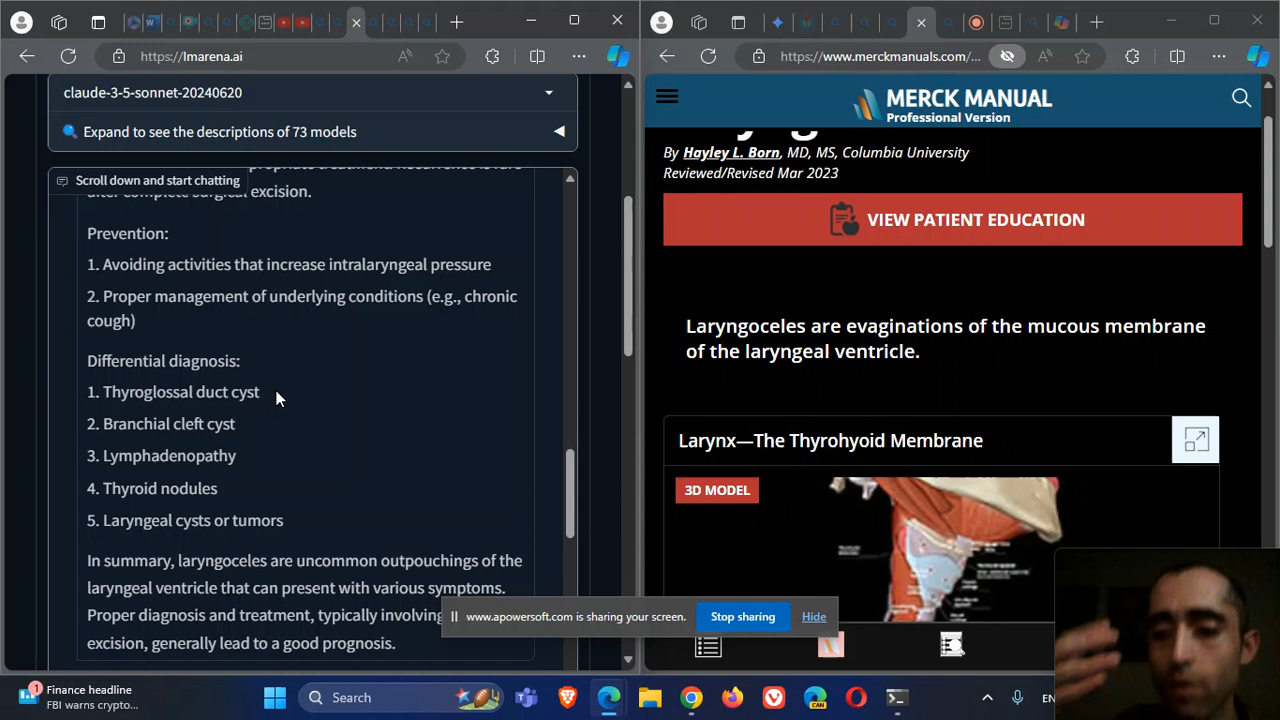 https://lmarena.ai
claude-3-5-sonnet-20240620
Expand to see the descriptions of 73 models
Scroll down and start chatting
excision.
Prevention:
1. Avoiding activities that increase intralaryngeal pressure
2. Proper management of underlying conditions (e.g., chronic
cough)
Differential diagnosis:
1. Thyroglossal duct cyst
2. Branchial cleft cyst
3. Lymphadenopathy
4. Thyroid nodules
5. Laryngeal cysts or tumors
In summary, laryngoceles are uncommon outpouchings of the
laryngeal ventricle that can present with various symptoms.
Proper diagnosis and treatment, typically involving
excision, generally lead to a good prognosis.
https://www.merckmanuals.com/...
MERCK MANUAL
Professional Version
By Hayley L. Born, MD, MS, Columbia University
Reviewed/Revised Mar 2023
VIEW PATIENT EDUCATION
Laryngoceles are evaginations of the mucous membrane
of the laryngeal ventricle.
Larynx—The Thyrohyoid Membrane
3D MODEL
www.apowersoft.com is sharing your screen.
Stop sharing
Hide
1
Finance headline
FBI warns crypto...
Search
CAN
EN